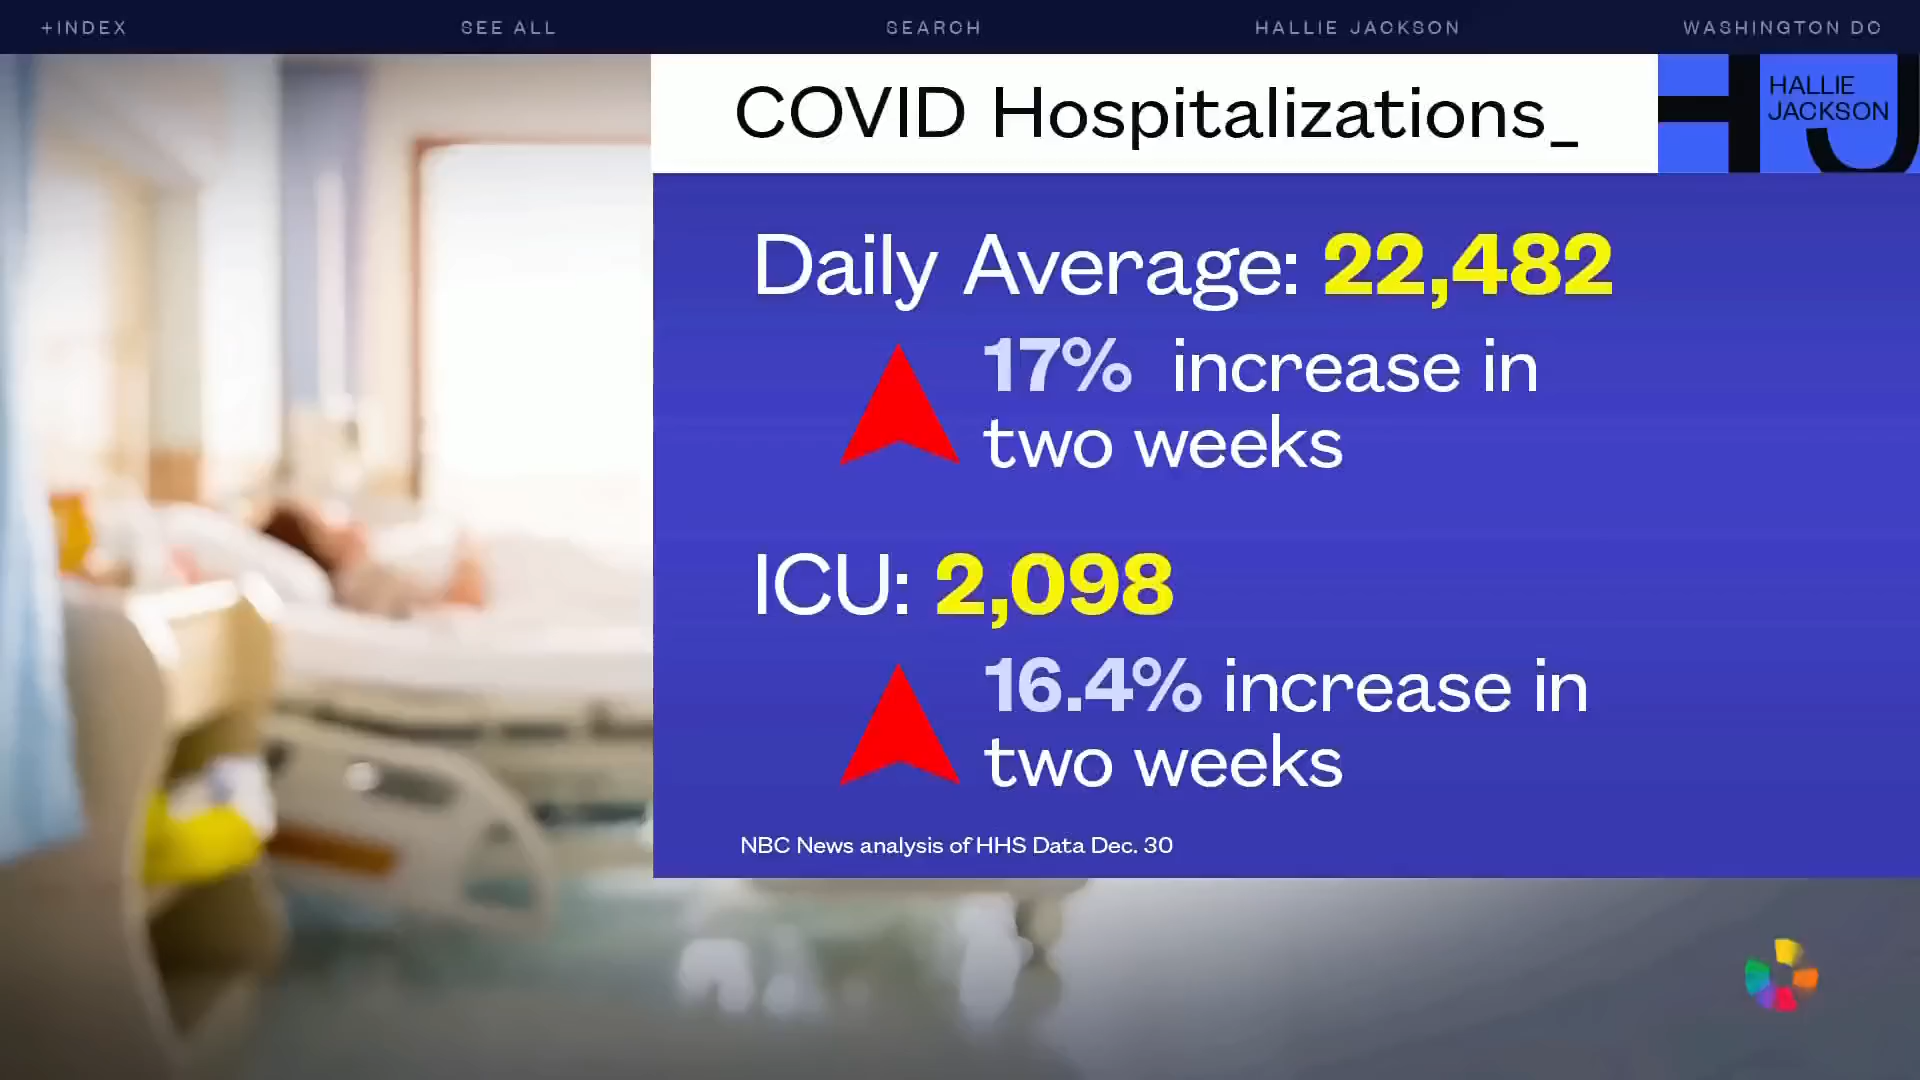 +INDEX
SEE ALL
SEARCH
HALLIE JACKSON
WASHINGTON DC
COVID Hospitalizations_
HJ
HALLIE
JACKSON
Daily Average: 22,482
17% increase in
two weeks
ICU: 2,098
16.4% increase in
two weeks
NBC News analysis of HHS Data Dec. 30